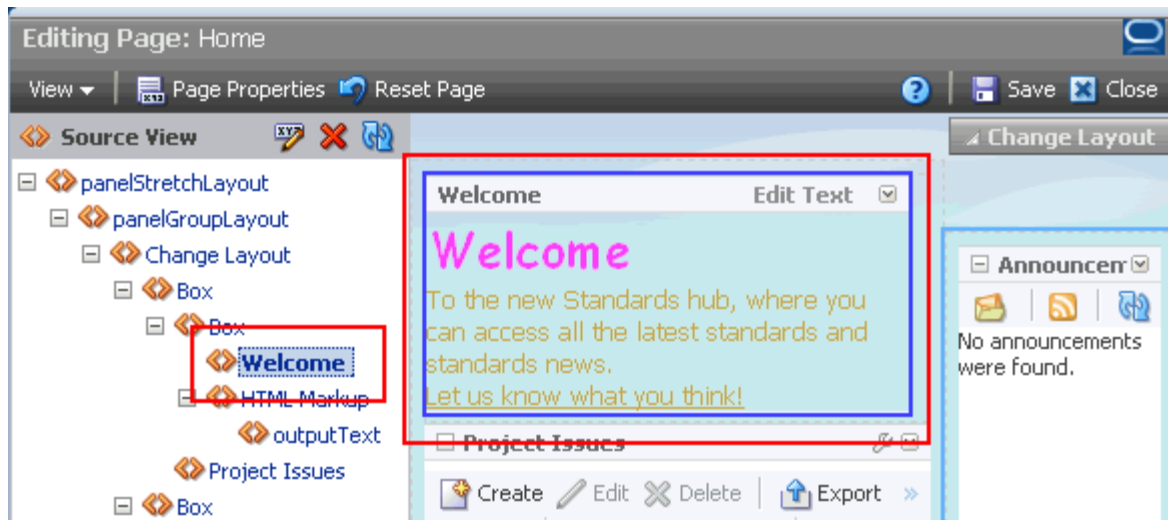 Editing Page: Home
View Page Properties Reset Page Save Close
Source View
Change Layout
panelStretchLayout
panelGroupLayout
Change Layout
Box
Box
Welcome
HTML Markup
outputText
Project Issues
Box
Welcome Edit Text
Welcome
To the new Standards hub, where you
can access all the latest standards and
standards news.
Let us know what you think!
Project Issues
Create Edit Delete Export »
Announcem
No announcements
were found.